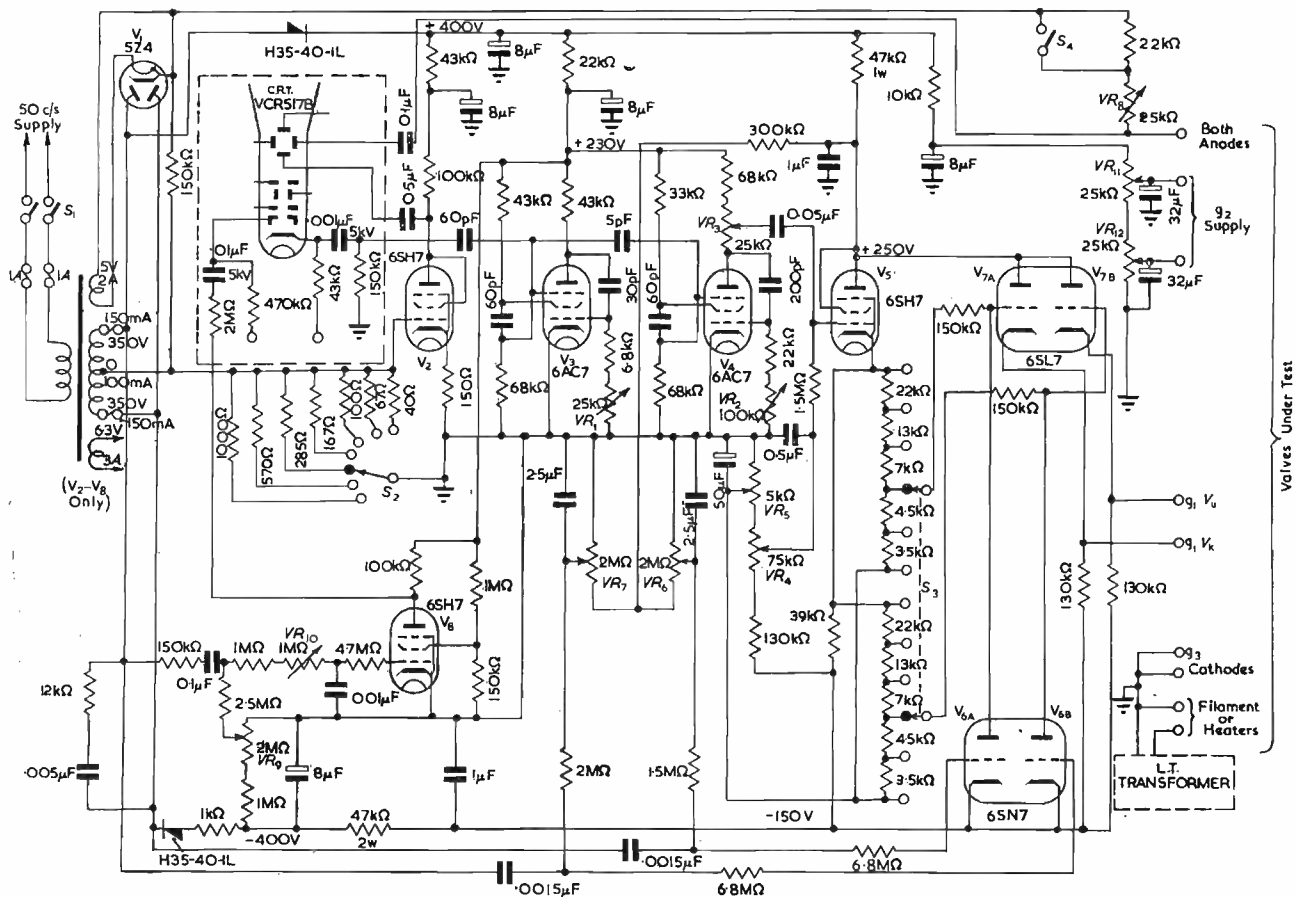 V1
5Z4
H35-40-1L
+400V
43kΩ
8μF
8μF
22kΩ
8μF
47kΩ
1w
10kΩ
S4
22kΩ
VR8
25kΩ
Both
Anodes
50 c/s
Supply
S1
1A
1A
150kΩ
C.R.T.
VCR517B
0.1μF
0.5μF
100kΩ
+230V
300kΩ
1μF
8μF
VR11
25kΩ
32μF
g2
Supply
VR12
25kΩ
32μF
43kΩ
43kΩ
33kΩ
68kΩ
VR3
25kΩ
0.05μF
+250V
.01μF
5kV
.001μF
5kV
2MΩ
470kΩ
43kΩ
150kΩ
60pF
6SH7
V2
60pF
5pF
30pF
60pF
200pF
V3
6AC7
V4
6AC7
V5
6SH7
V7A
V7B
6SL7
150kΩ
5V
2A
150mA
350V
100mA
350V
150mA
6.3V
3A
(V2–V8
Only)
1000Ω
570Ω
285Ω
167Ω
100Ω
67Ω
40Ω
S2
150Ω
68kΩ
6.8kΩ
25kΩ
VR1
68kΩ
22kΩ
VR2
100kΩ
1.5MΩ
0.5μF
22kΩ
13kΩ
7kΩ
4.5kΩ
3.5kΩ
150kΩ
Valves Under Test
2.5μF
2MΩ
VR7
2MΩ
VR6
2.5μF
50μF
5kΩ
VR5
75kΩ
VR4
130kΩ
39kΩ
S3
22kΩ
13kΩ
7kΩ
4.5kΩ
3.5kΩ
g1 Vu
g1 Vk
130kΩ
130kΩ
100kΩ
6SH7
V8
1MΩ
150kΩ
150kΩ
0.1μF
1MΩ
VR10
1MΩ
4.7MΩ
0.01μF
2.5MΩ
2MΩ
VR9
1MΩ
12kΩ
.005μF
8μF
1μF
2MΩ
1.5MΩ
g3
Cathodes
Filament
or
Heaters
L.T.
TRANSFORMER
V6A
V6B
6SN7
1kΩ
-400V
47kΩ
2w
-150V
H35-40-1L
.0015μF
6.8MΩ
.0015μF
6.8MΩ